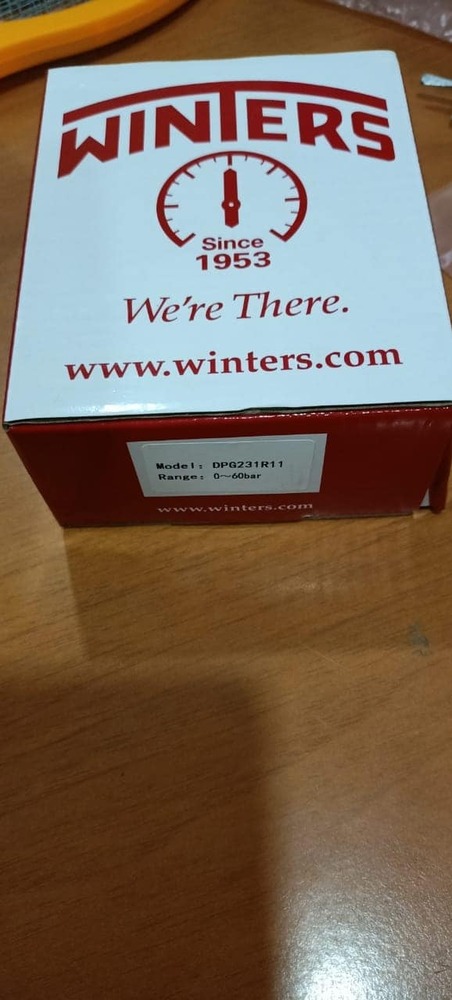 WINTERS
Since
1953
We're There.
www.winters.com
Model: DPG231R11
Range: 0~60bar
www.winters.com